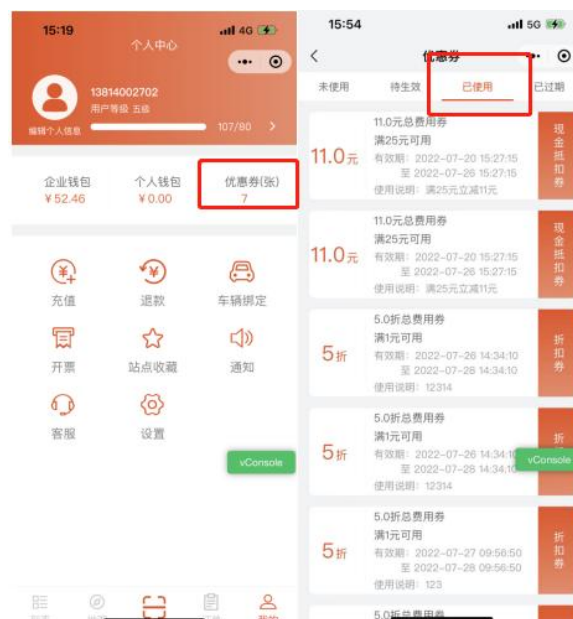 15:19
4G
个人中心
13814002702
用户等级 五级
编辑个人信息
107/80
企业钱包
¥52.46
个人钱包
¥0.00
优惠券(张)
7
充值
退款
车辆绑定
开票
站点收藏
通知
客服
设置
vConsole
15:54
5G
优惠券
未使用
待生效
已使用
已过期
11.0元
11.0元总费用券
满25元可用
有效期：2022-07-20 15:27:15
至 2022-07-26 15:27:15
使用说明：满25元立减11元
现金抵扣券
11.0元
11.0元总费用券
满25元可用
有效期：2022-07-20 15:27:15
至 2022-07-26 15:27:15
使用说明：满25元立减11元
现金抵扣券
5折
5.0折总费用券
满1元可用
有效期：2022-07-26 14:34:10
至 2022-07-28 14:34:10
使用说明：12314
折扣券
5折
5.0折总费用券
满1元可用
有效期：2022-07-26 14:34:1
至 2022-07-28 14:34:10
使用说明：12314
折
vConsole
5折
5.0折总费用券
满1元可用
有效期：2022-07-27 09:56:50
至 2022-07-28 09:56:50
使用说明：123
折扣券
5.0折总费用券